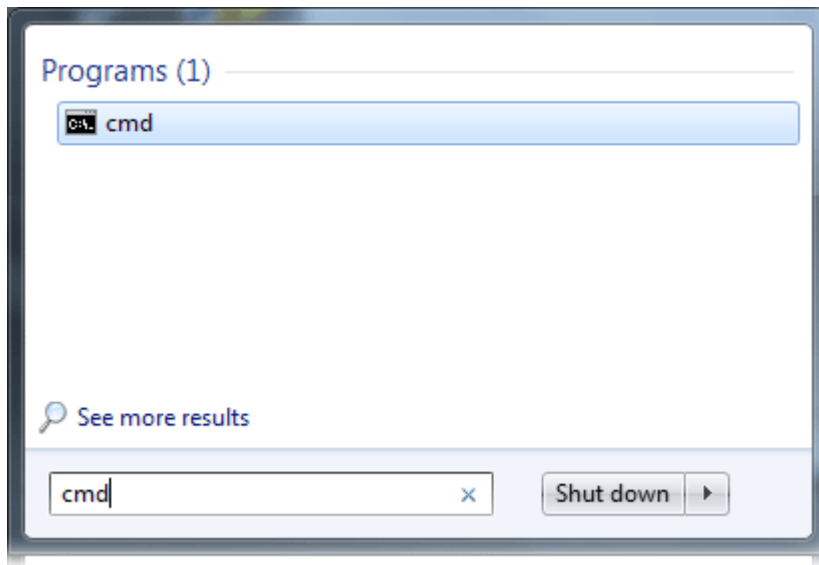 Programs (1)
C:\. cmd
See more results
cmd
Shut down